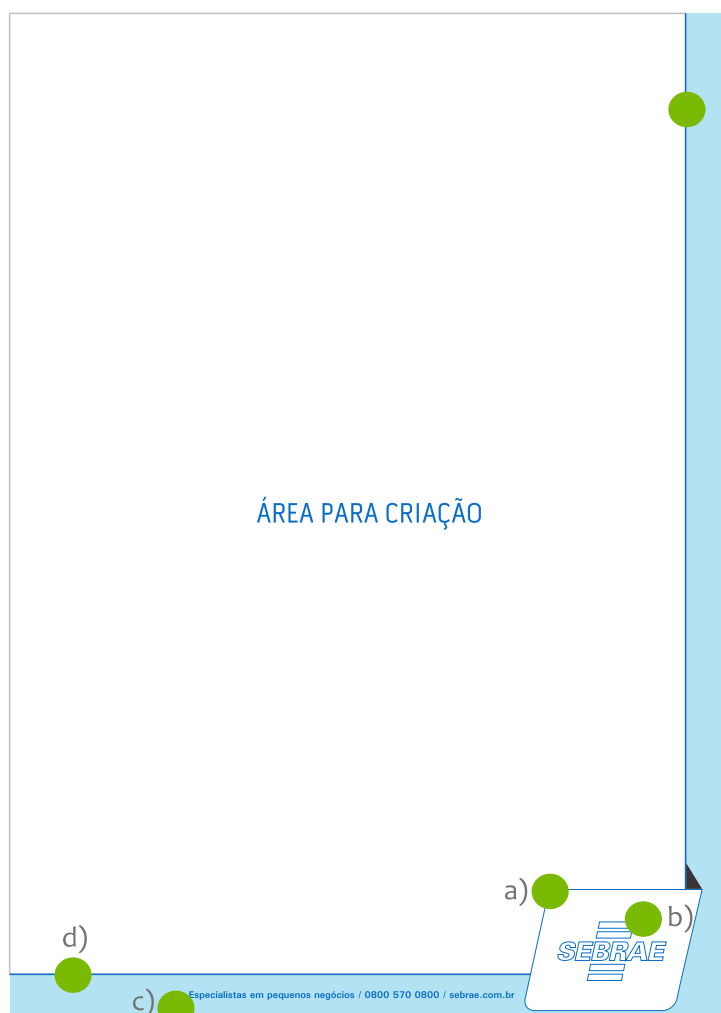 ÁREA PARA CRIAÇÃO
a)
b)
SEBRAE
d)
c)
Especialistas em pequenos negócios / 0800 570 0800 / sebrae.com.br